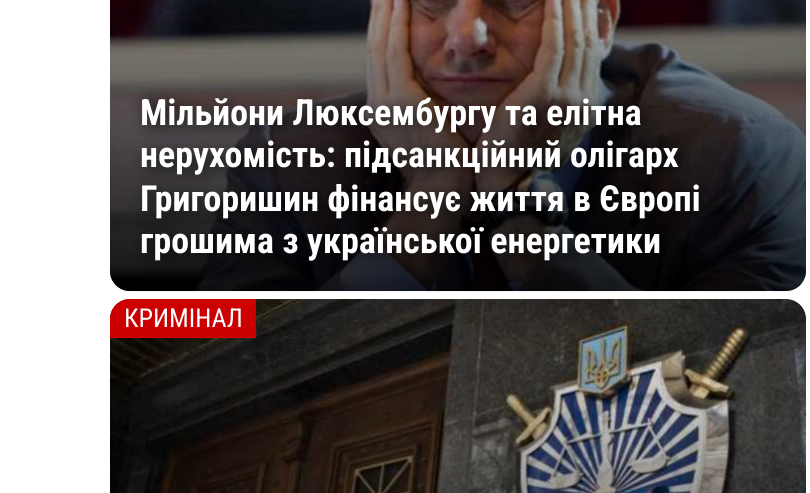 Мільйони Люксембургу та елітна
нерухомість: підсанкційний олігарх
Григоришин фінансує життя в Європі
грошима з української енергетики
КРИМІНАЛ